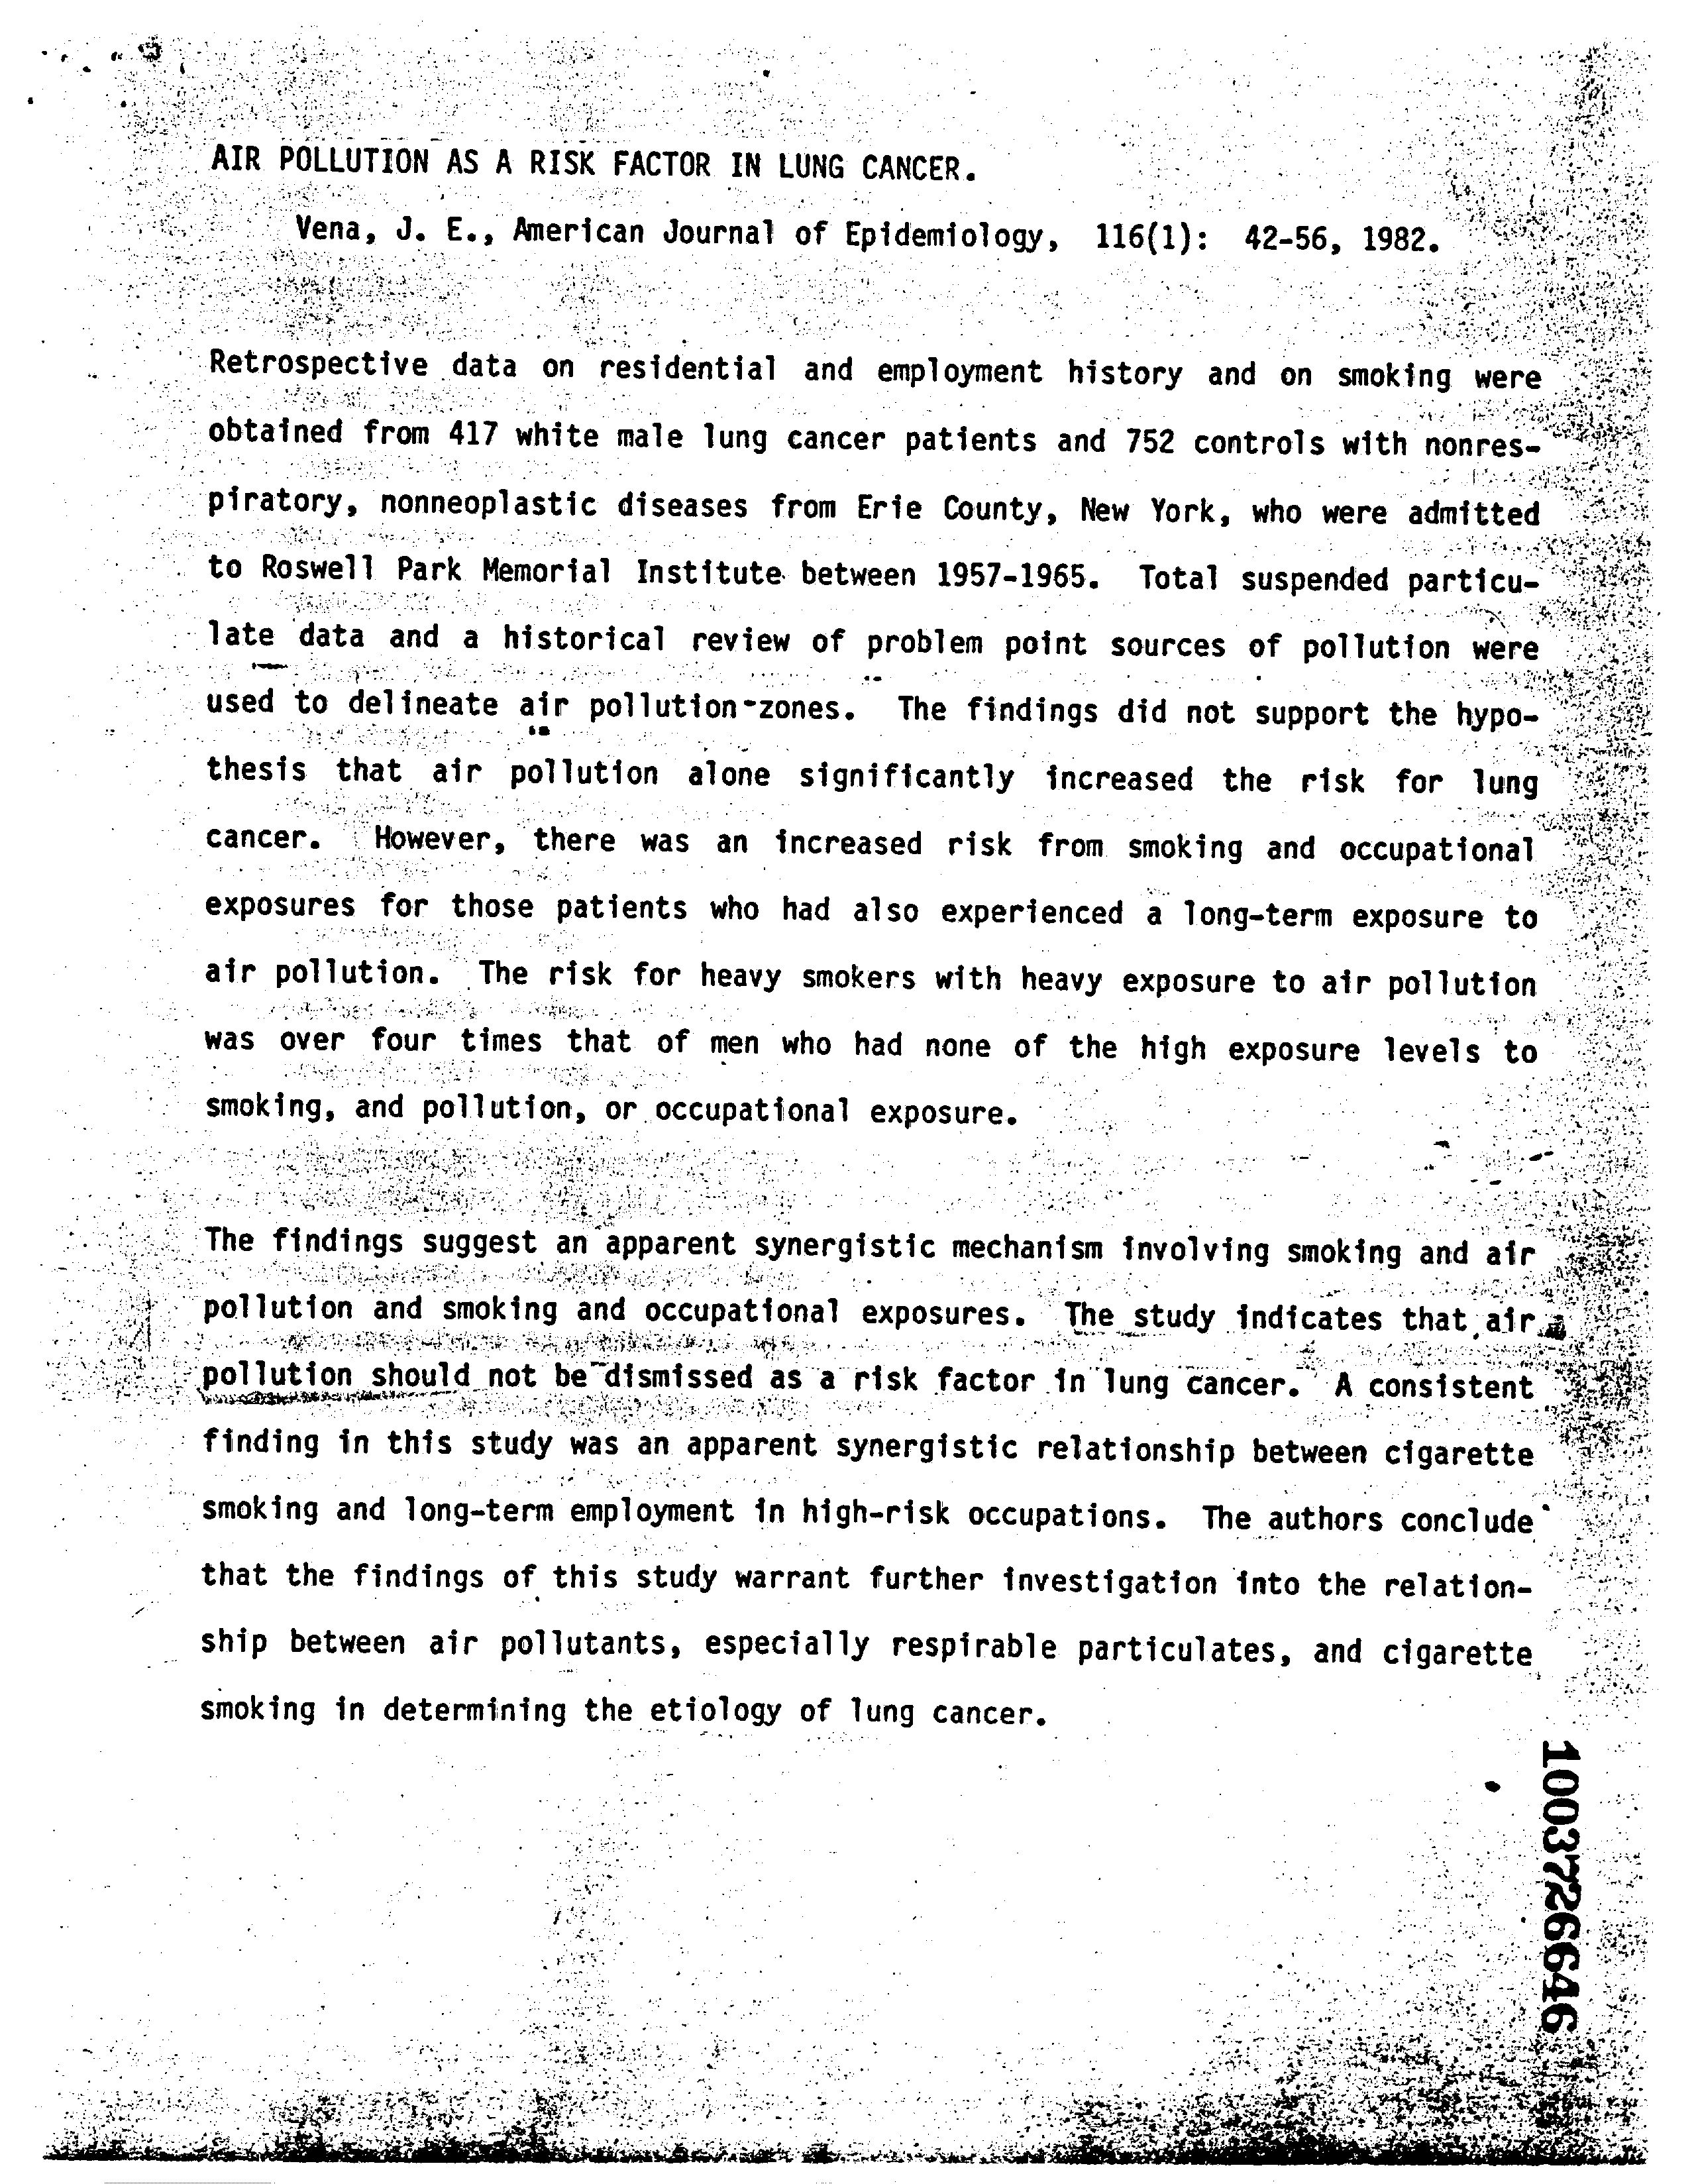 AIR POLLUTION AS A RISK FACTOR IN LUNG CANCER.
Vena, J. E., American Journal of Epidemiology, 116(1): 42-56, 1982.
Retrospective data on residential and employment history and on smoking were
obtained from 417 white male lung cancer patients and 752 controls with nonres-
piratory, nonneoplastic diseases from Erie County, New York, who were admitted
to Roswell Park Memorial Institute between 1957-1965. Total suspended particu-
late data and a historical review of problem point sources of pollution were
used to delineate air pollution-zones. The findings did not support the hypo-
thesis that air pollution alone significantly increased the risk for lung
cancer. However, there was an increased risk from smoking and occupational
exposures for those patients who had also experienced a long-term exposure to
air pollution. The risk for heavy smokers with heavy exposure to air pollution
was over four times that of men who had none of the high exposure levels to
smoking, and pollution, or occupational exposure.
The findings suggest an apparent synergistic mechanism involving smoking and air
pollution and smoking and occupational exposures. The study indicates that air
pollution should not be dismissed as a risk factor in lung cancer. A consistent
finding in this study was an apparent synergistic relationship between cigarette
smoking and long-term employment in high-risk occupations. The authors conclude
that the findings of this study warrant further investigation into the relation-
ship between air pollutants, especially respirable particulates, and cigarette
smoking in determining the etiology of lung cancer.
1003726646